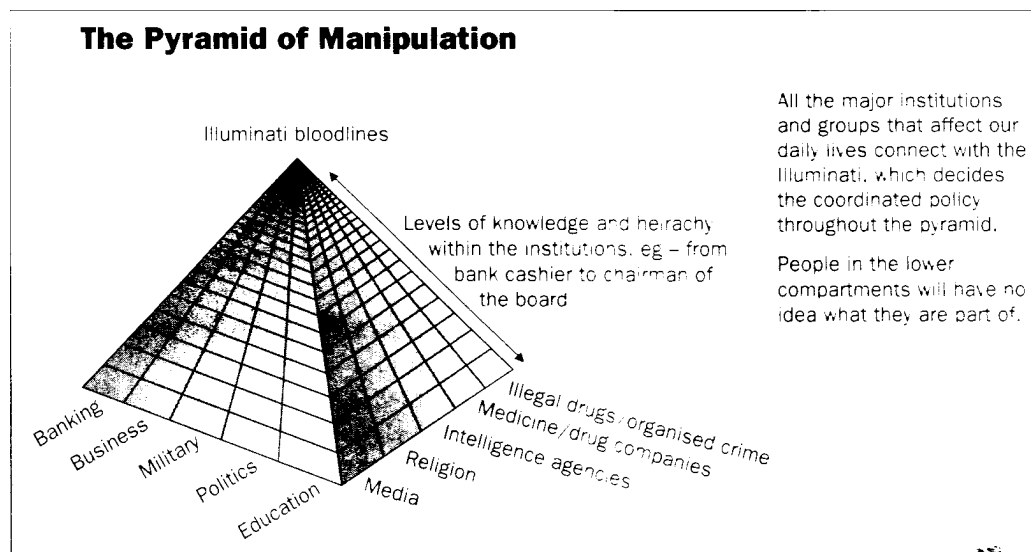 The Pyramid of Manipulation
Illuminati bloodlines
Levels of knowledge and heirachy
within the institutions, eg – from
bank cashier to chairman of
the board
All the major institutions
and groups that affect our
daily lives connect with the
Illuminati, which decides
the coordinated policy
throughout the pyramid.
People in the lower
compartments will have no
idea what they are part of.
Banking
Business
Military
Politics
Education
Media
Religion
Intelligence agencies
Medicine/drug companies
Illegal drugs/organised crime